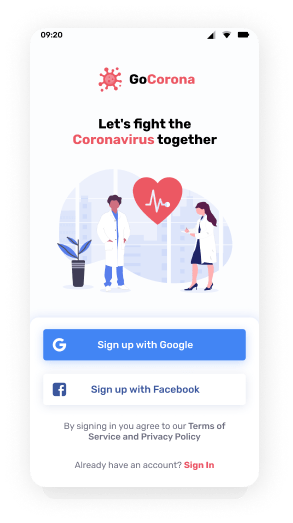 09:20
GoCorona
Let's fight the
Coronavirus together
Sign up with Google
Sign up with Facebook
By signing in you agree to our Terms of
Service and Privacy Policy
Already have an account? Sign In